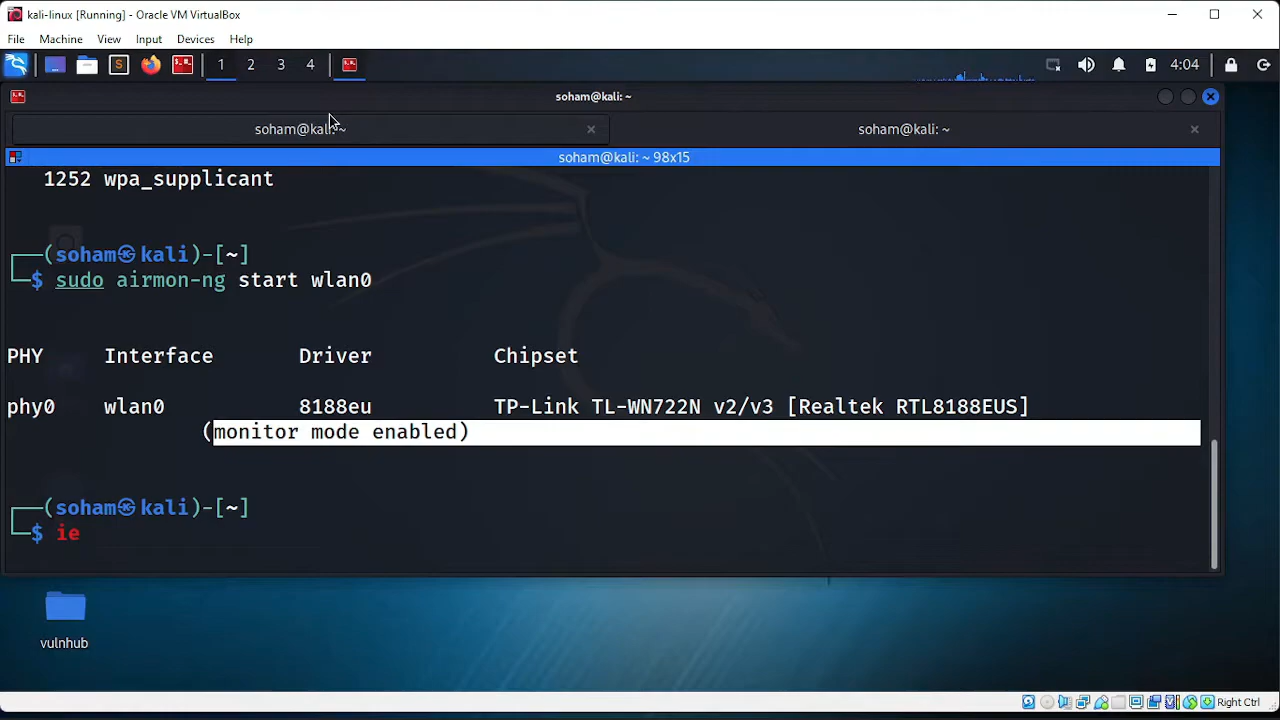 kali-linux [Running] - Oracle VM VirtualBox
File Machine View Input Devices Help
1 2 3 4 4:04
soham@kali: ~
soham@kali: ~ soham@kali: ~
soham@kali: ~ 98x15
1252 wpa_supplicant
(soham㉿kali)-[~]
$ sudo airmon-ng start wlan0
PHY Interface Driver Chipset
phy0 wlan0 8188eu TP-Link TL-WN722N v2/v3 [Realtek RTL8188EUS]
(monitor mode enabled)
(soham㉿kali)-[~]
$ ie
vulnhub
Right Ctrl